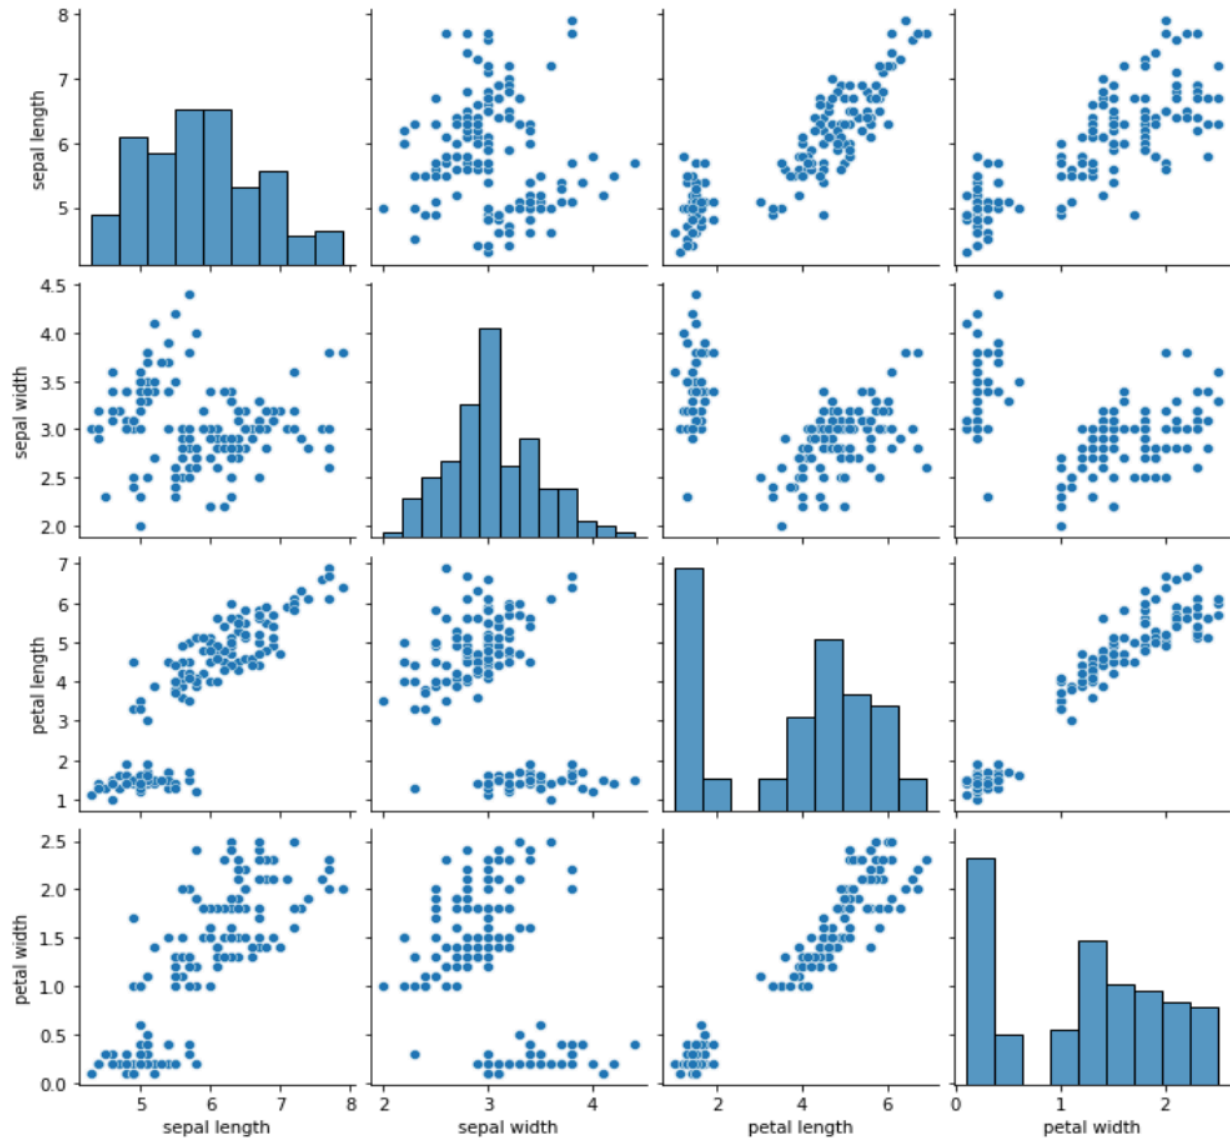 8
7
6
5
sepal length
4.5
4.0
3.5
3.0
2.5
2.0
sepal width
7
6
5
4
3
2
1
petal length
2.5
2.0
1.5
1.0
0.5
0.0
petal width
5 6 7 8
sepal length
2 3 4
sepal width
2 4 6
petal length
0 1 2
petal width